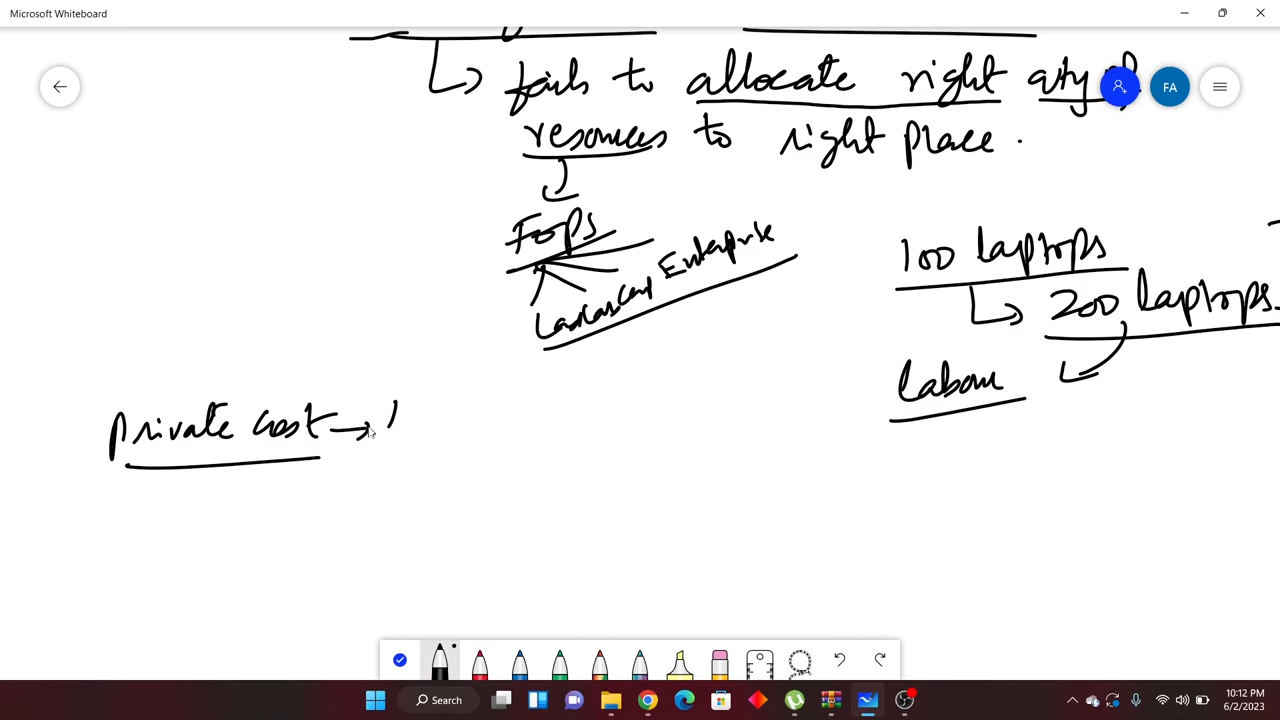 Microsoft Whiteboard
↳ fails to allocate right qty of
FA
resources to right place.
FOPS
Enterprise
100 laptops
↳ 200 laptops.
labour
private cost →
Search
10:12 PM
6/2/2023